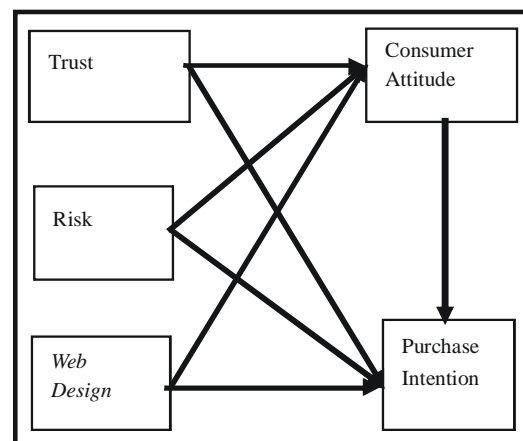 Trust
Consumer
Attitude
Risk
Web
Design
Purchase
Intention